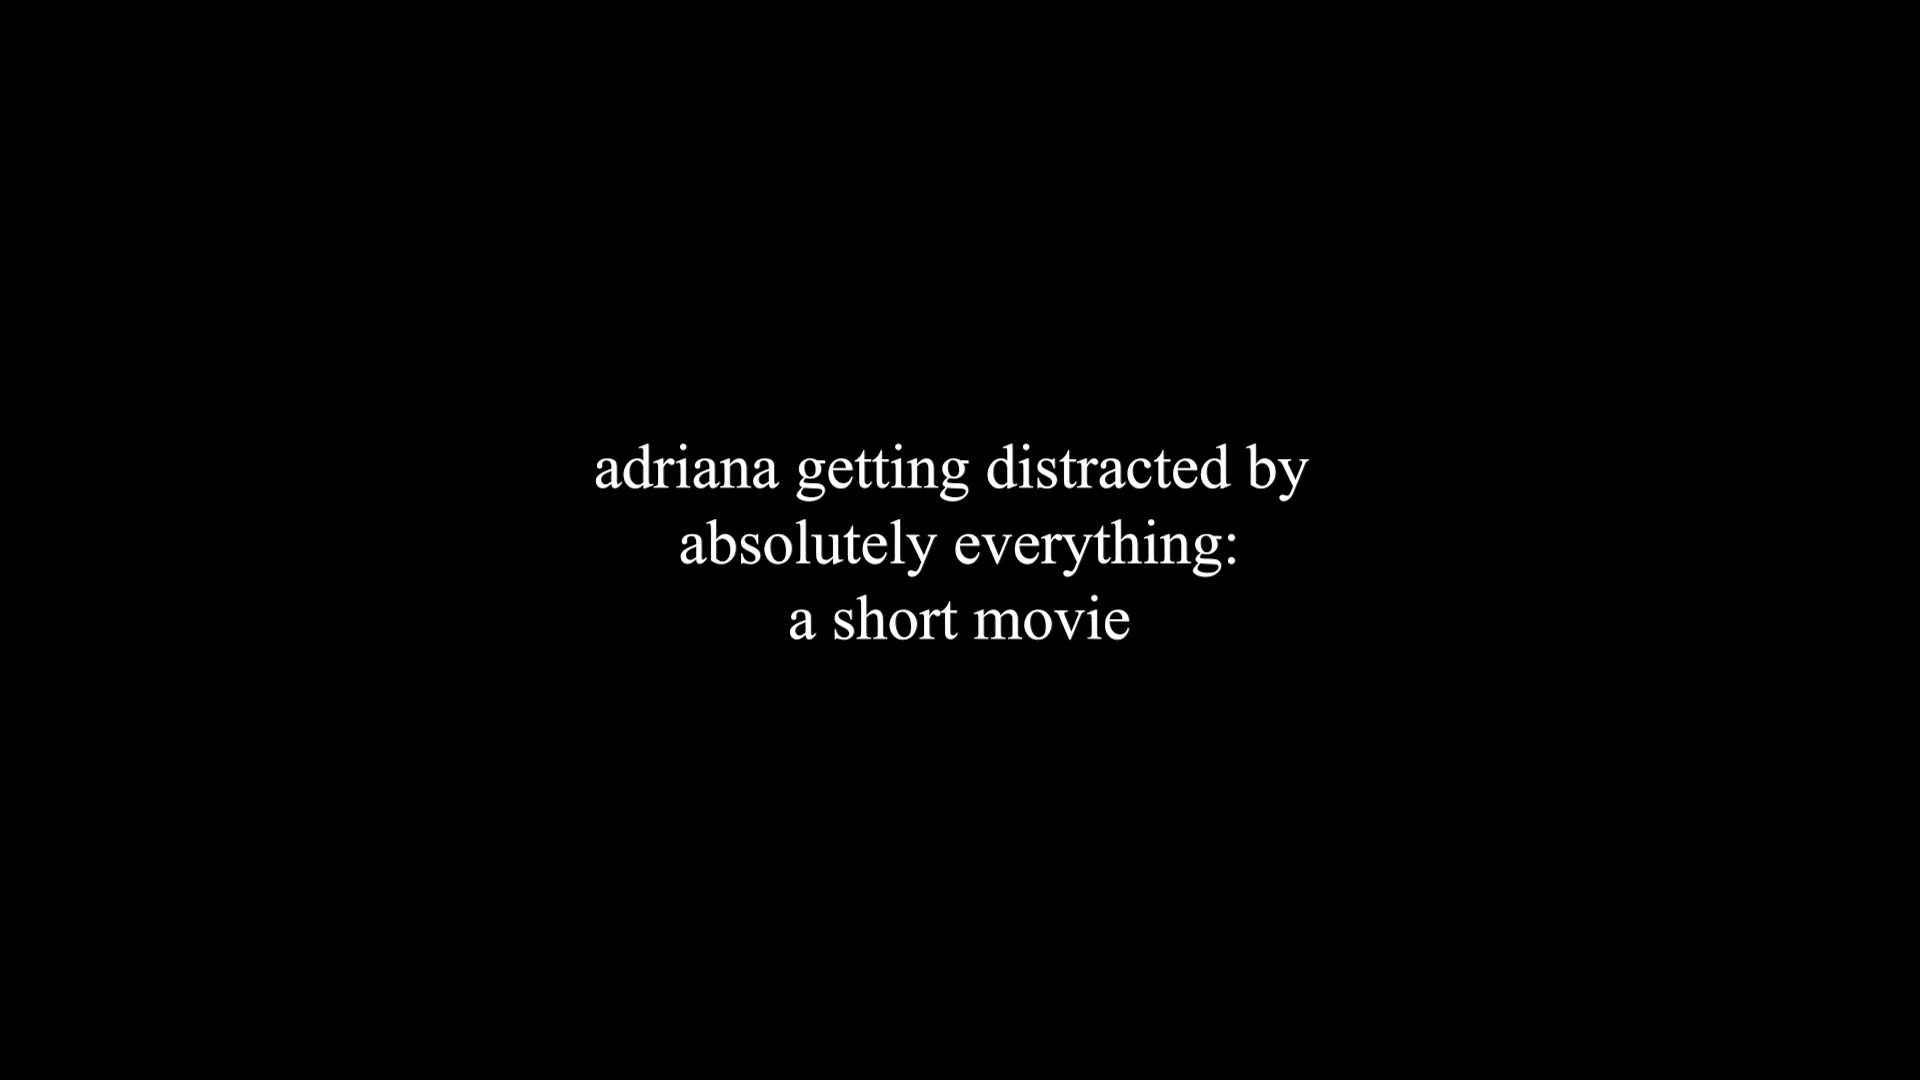 adriana getting distracted by
absolutely everything:
a short movie